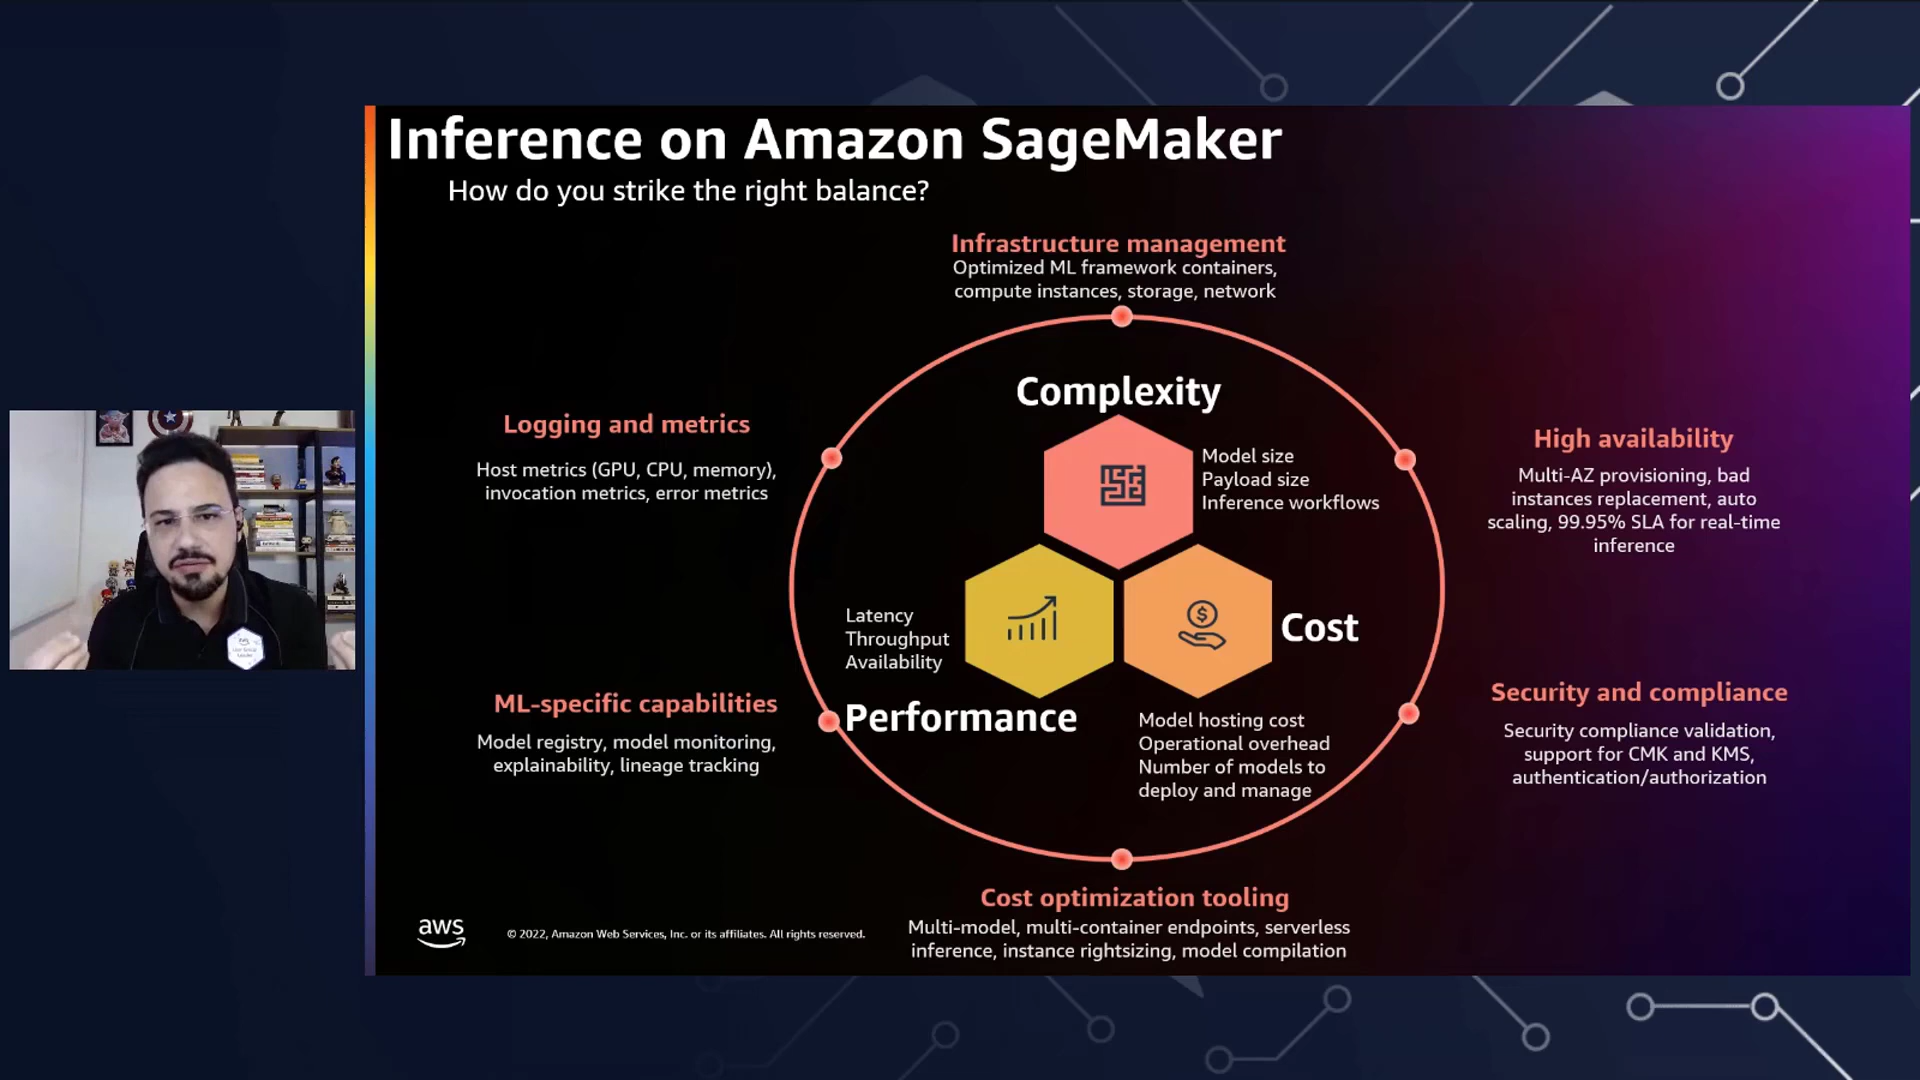 Inference on Amazon SageMaker
How do you strike the right balance?
Infrastructure management
Optimized ML framework containers,
compute instances, storage, network
Logging and metrics
Host metrics (GPU, CPU, memory),
invocation metrics, error metrics
Complexity
Model size
Payload size
Inference workflows
High availability
Multi-AZ provisioning, bad
instances replacement, auto
scaling, 99.95% SLA for real-time
inference
Latency
Throughput
Availability
Performance
Cost
Model hosting cost
Operational overhead
Number of models to
deploy and manage
ML-specific capabilities
Model registry, model monitoring,
explainability, lineage tracking
Security and compliance
Security compliance validation,
support for CMK and KMS,
authentication/authorization
Cost optimization tooling
Multi-model, multi-container endpoints, serverless
inference, instance rightsizing, model compilation
aws
© 2022, Amazon Web Services, Inc. or its affiliates. All rights reserved.